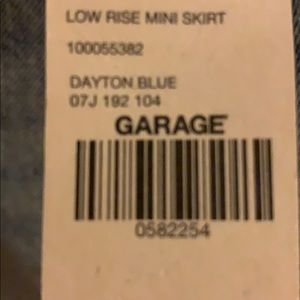 LOW RISE MINI SKIRT
100055382
DAYTON BLUE
07J 192 104
GARAGE
0582254